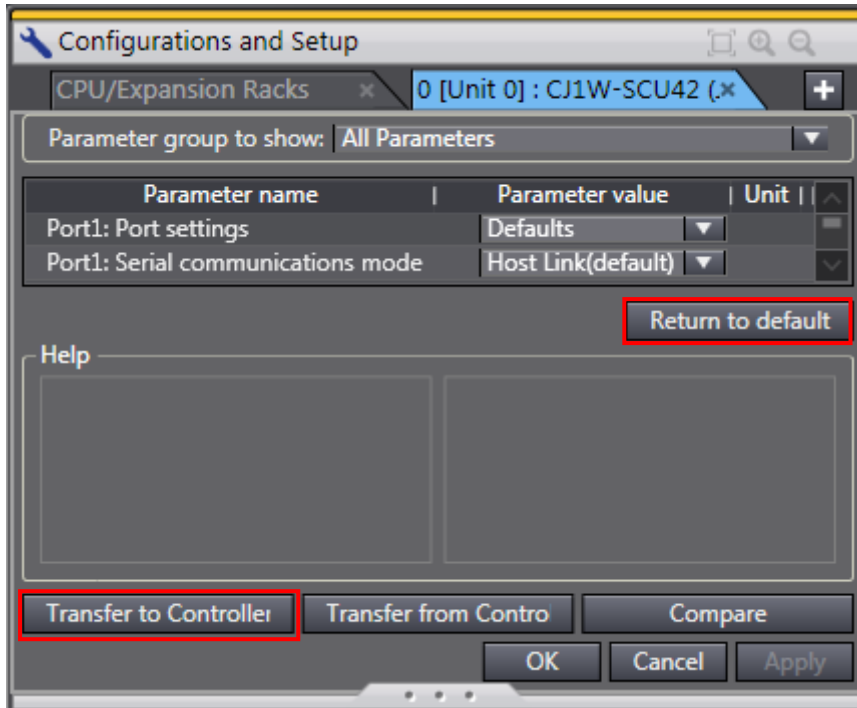 Configurations and Setup
CPU/Expansion Racks 0 [Unit 0] : CJ1W-SCU42 (.
Parameter group to show: All Parameters
Parameter name | Parameter value | Unit |
Port1: Port settings Defaults
Port1: Serial communications mode Host Link(default)
Return to default
Help
Transfer to Controller Transfer from Contro Compare
OK Cancel Apply